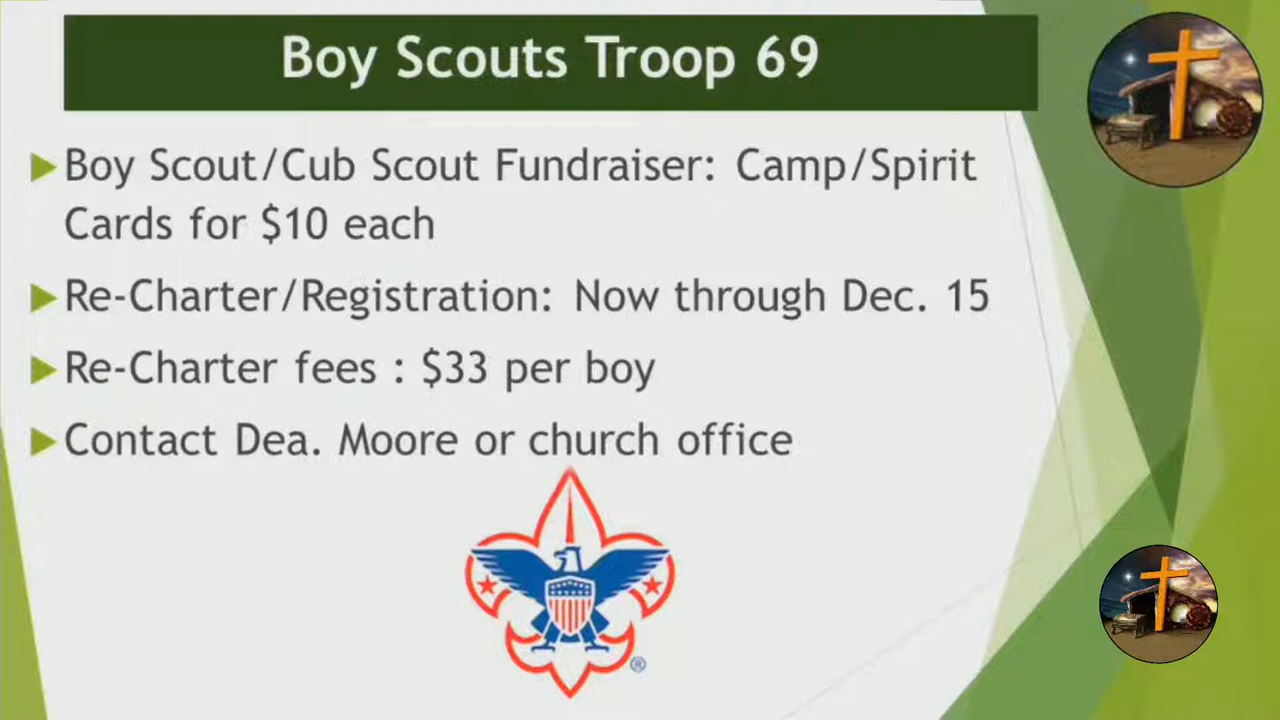 Boy Scouts Troop 69
Boy Scout/Cub Scout Fundraiser: Camp/Spirit
Cards for $10 each
Re-Charter/Registration: Now through Dec. 15
Re-Charter fees : $33 per boy
Contact Dea. Moore or church office
®